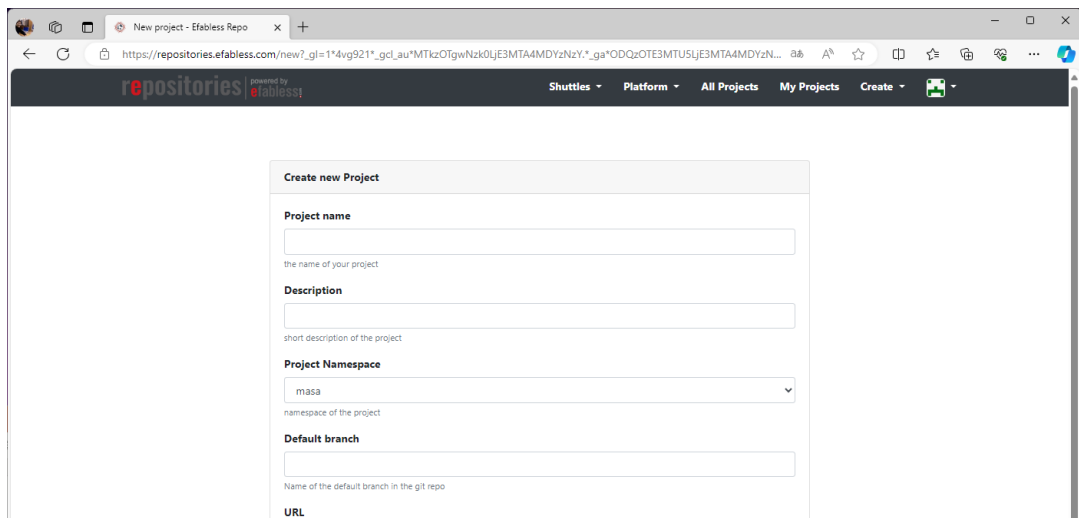 New project - Efabless Repo
https://repositories.efabless.com/new?_gl=1*4vg921*_gcl_au*MTkzOTgwNzk0LjE3MTA4MDYzNzY.*_ga*ODQzOTE3MTU5LjE3MTA4MDYzN...
repositories powered by efabless
Shuttles Platform All Projects My Projects Create
Create new Project
Project name
the name of your project
Description
short description of the project
Project Namespace
masa
namespace of the project
Default branch
Name of the default branch in the git repo
URL